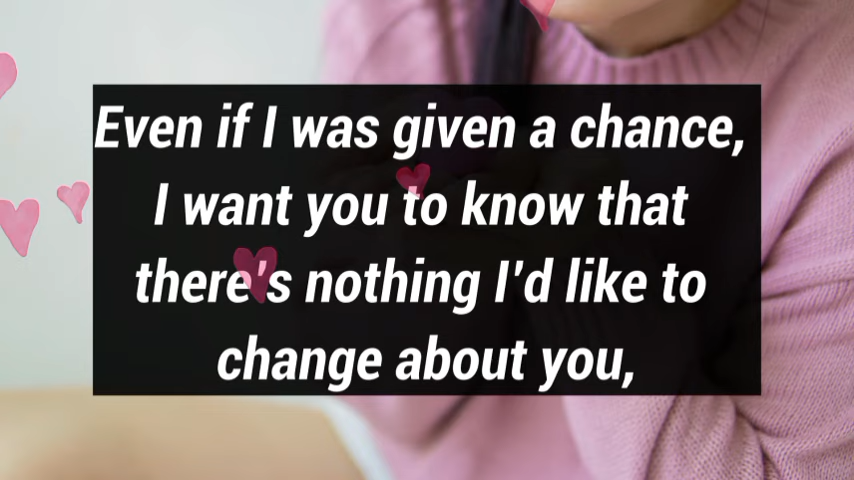 Even if I was given a chance,
I want you to know that
there's nothing I'd like to
change about you,